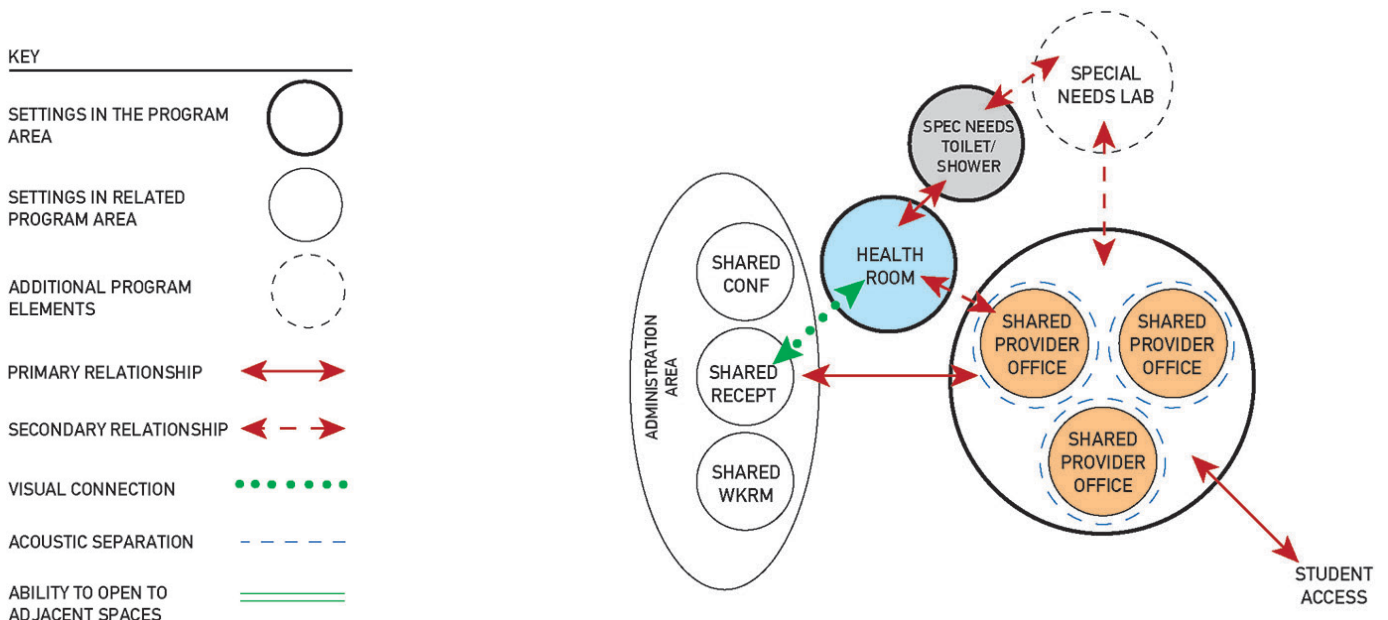 KEY
SETTINGS IN THE PROGRAM
AREA
SETTINGS IN RELATED
PROGRAM AREA
ADDITIONAL PROGRAM
ELEMENTS
PRIMARY RELATIONSHIP
SECONDARY RELATIONSHIP
VISUAL CONNECTION
ACOUSTIC SEPARATION
ABILITY TO OPEN TO
ADJACENT SPACES
ADMINISTRATION
AREA
SHARED
CONF
SHARED
RECEPT
SHARED
WKRM
HEALTH
ROOM
SPEC NEEDS
TOILET/
SHOWER
SPECIAL
NEEDS LAB
SHARED
PROVIDER
OFFICE
SHARED
PROVIDER
OFFICE
SHARED
PROVIDER
OFFICE
STUDENT
ACCESS